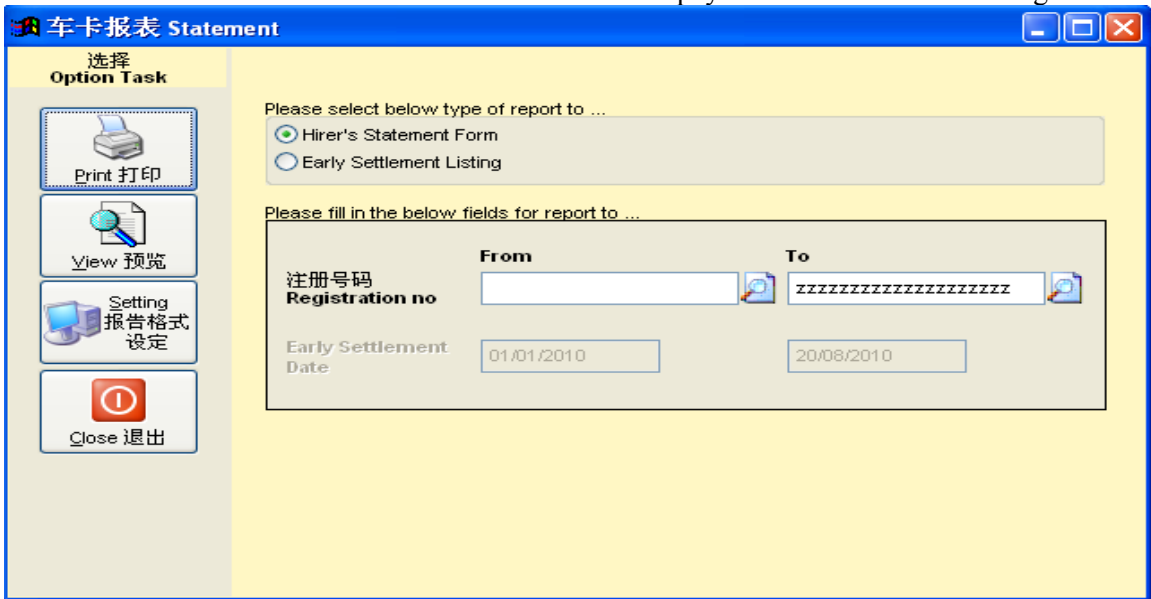 车卡报表 Statement
选择
Option Task
Print 打印
View 预览
Setting
报告格式
设定
Close 退出
Please select below type of report to ...
Hirer's Statement Form
Early Settlement Listing
Please fill in the below fields for report to ...
From To
注册号码
Registration no
zzzzzzzzzzzzzzzzzzzz
Early Settlement
Date
01/01/2010 20/08/2010